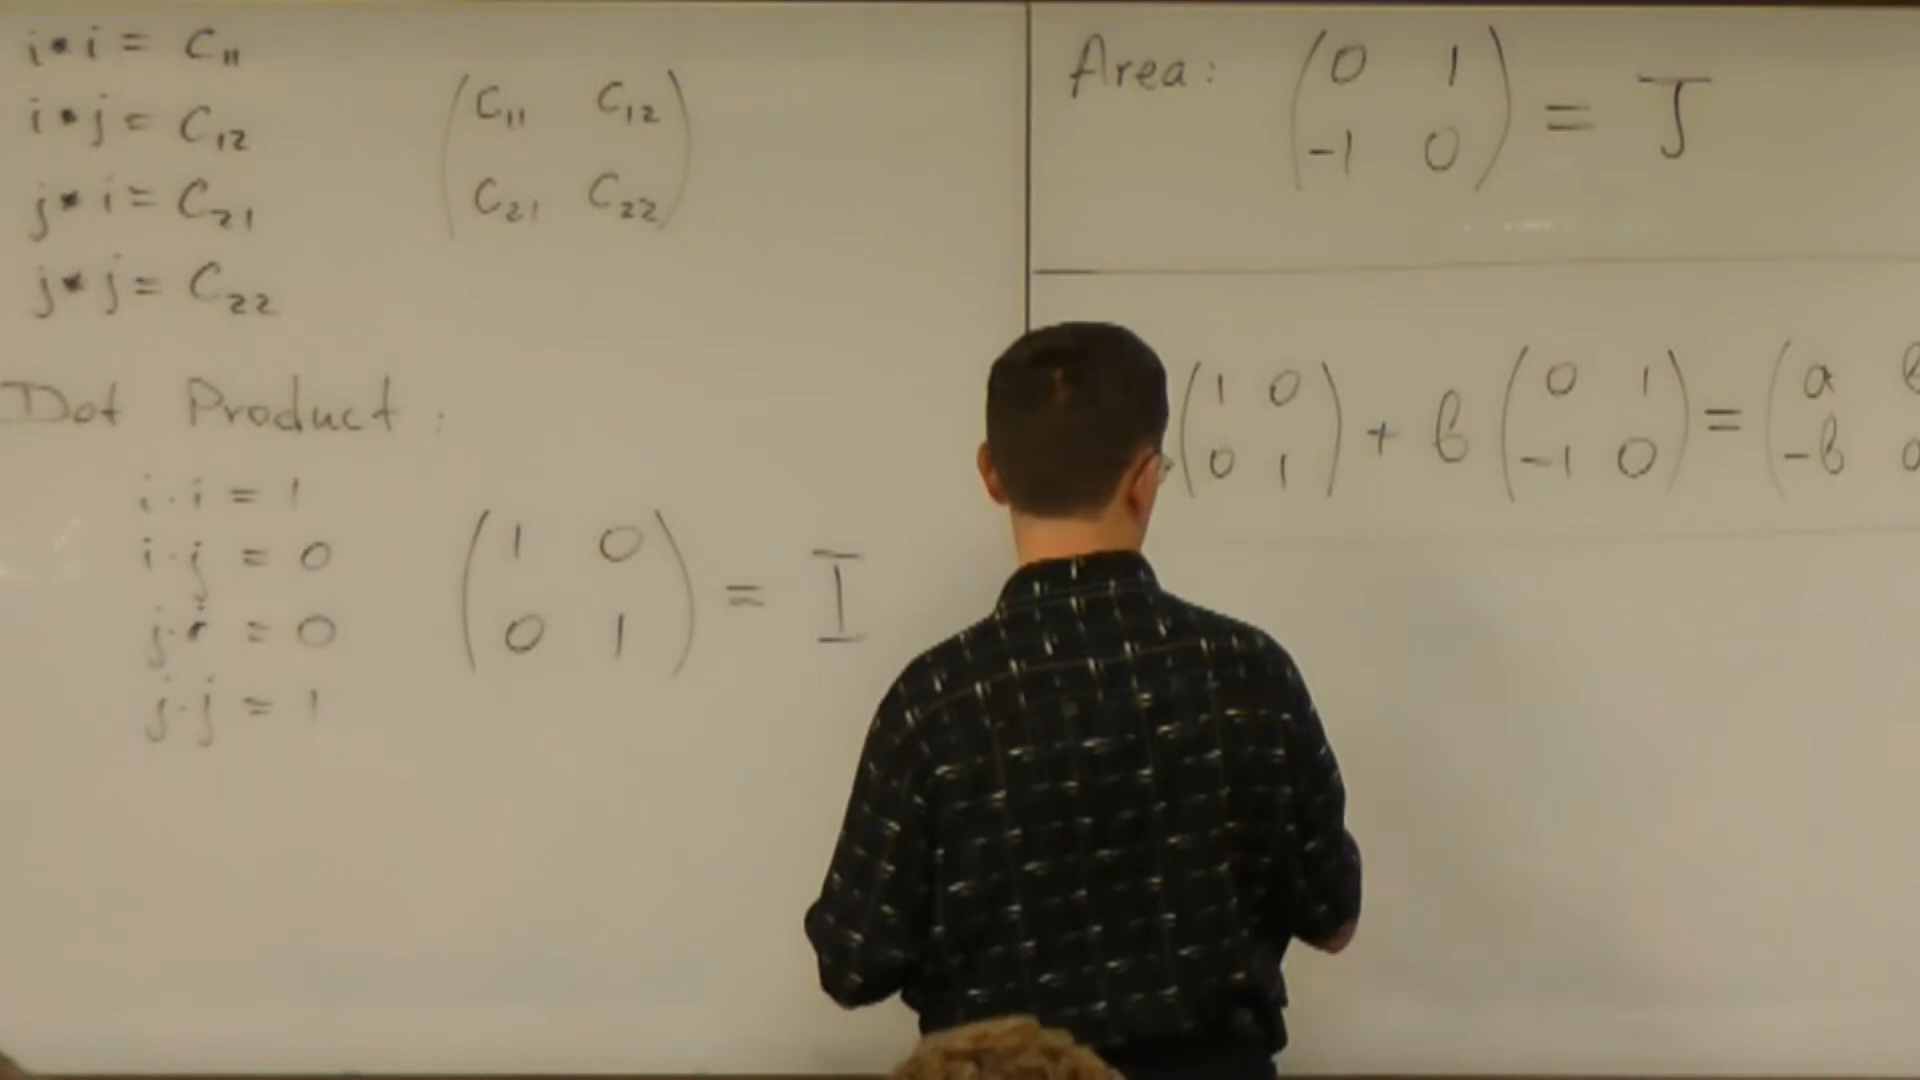 i * i = C₁₁
i * j = C₁₂
j * i = C₂₁
j * j = C₂₂
( C₁₁ C₁₂
C₂₁ C₂₂ )
Dot Product :
i · i = 1
i · j = 0
j · i = 0
j · j = 1
( 1 0
0 1 ) = I
Area : ( 0 1
-1 0 ) = J
( 1 0
0 1 ) + b ( 0 1
-1 0 ) = ( a
-b